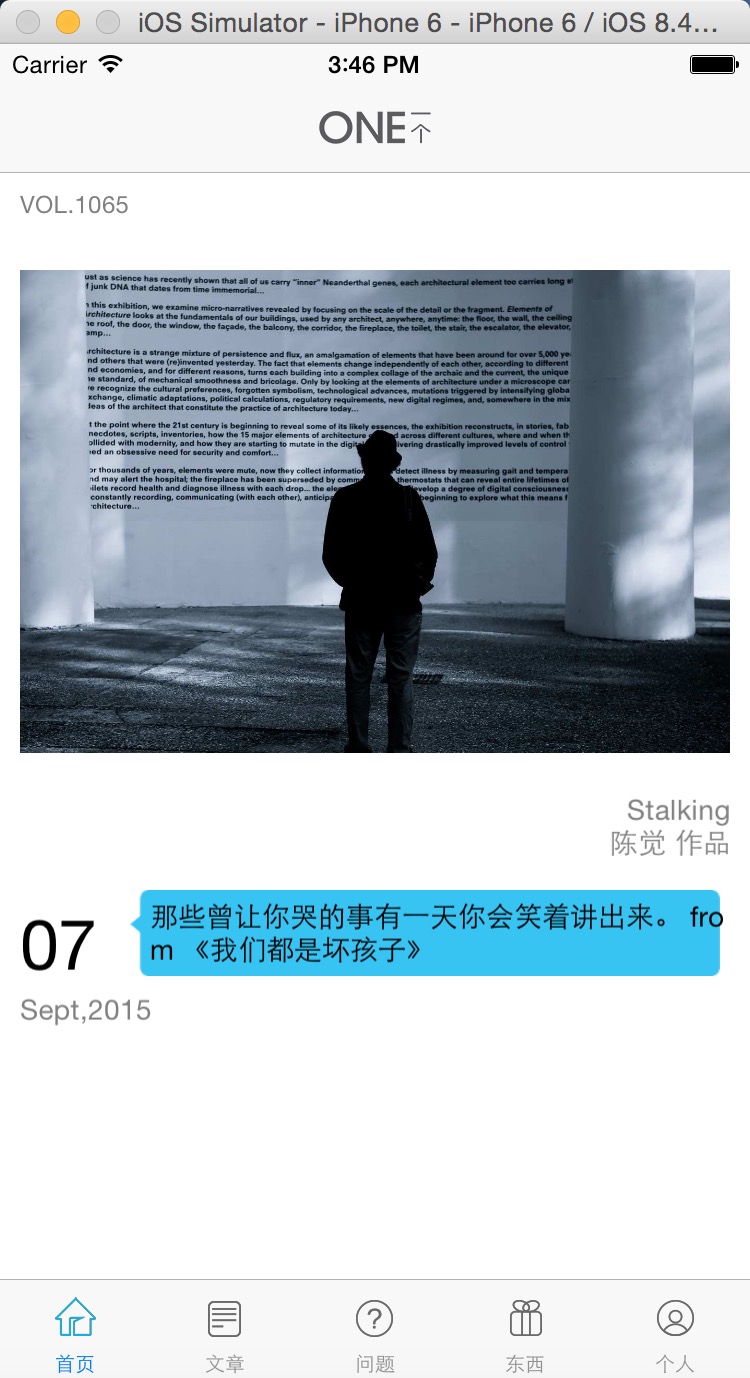 iOS Simulator - iPhone 6 - iPhone 6 / iOS 8.4…
Carrier
3:46 PM
ONE一个
VOL.1065
ust as science has recently shown that all of us carry "inner" Neanderthal genes, each architectural element too carries long s
f junk DNA that dates from time immemorial...
n this exhibition, we examine micro-narratives revealed by focusing on the scale of the detail or the fragment. Elements of
Architecture looks at the fundamentals of our buildings, used by any architect, anywhere, anytime: the floor, the wall, the ceiling
he roof, the door, the window, the façade, the balcony, the corridor, the fireplace, the toilet, the stair, the escalator, the elevator,
amp...
rchitecture is a strange mixture of persistence and flux, an amalgamation of elements that have been around for over 5,000 ye
nd others that were (re)invented yesterday. The fact that elements change independently of each other, according to different
nd economies, and for different reasons, turns each building into a complex collage of the archaic and the current, the unique
he standard, of mechanical smoothness and bricolage. Only by looking at the elements of architecture under a microscope can
we recognize the cultural preferences, forgotten symbolism, technological advances, mutations triggered by intensifying globa
xchange, climatic adaptations, political calculations, regulatory requirements, new digital regimes, and, somewhere in the mix
deas of the architect that constitute the practice of architecture today...
t the point where the 21st century is beginning to reveal some of its likely essences, the exhibition reconstructs, in stories, fab
necdotes, scripts, inventories, how the 15 major elements of architecture d across different cultures, where and when th
ollided with modernity, and how they are starting to mutate in the digi ivering drastically improved levels of control
ed an obsessive need for security and comfort...
or thousands of years, elements were mute, now they collect information detect illness by measuring gait and tempera
nd may alert the hospital; the fireplace has been superseded by comm thermostats that can reveal entire lifetimes of
ilets record health and diagnose illness with each drop... the ele evelop a degree of digital consciousness
constantly recording, communicating (with each other), anticipa beginning to explore what this means f
rchitecture...
Stalking
陈觉 作品
07
那些曾让你哭的事有一天你会笑着讲出来。 fro
m 《我们都是坏孩子》
Sept,2015
首页
文章
问题
东西
个人